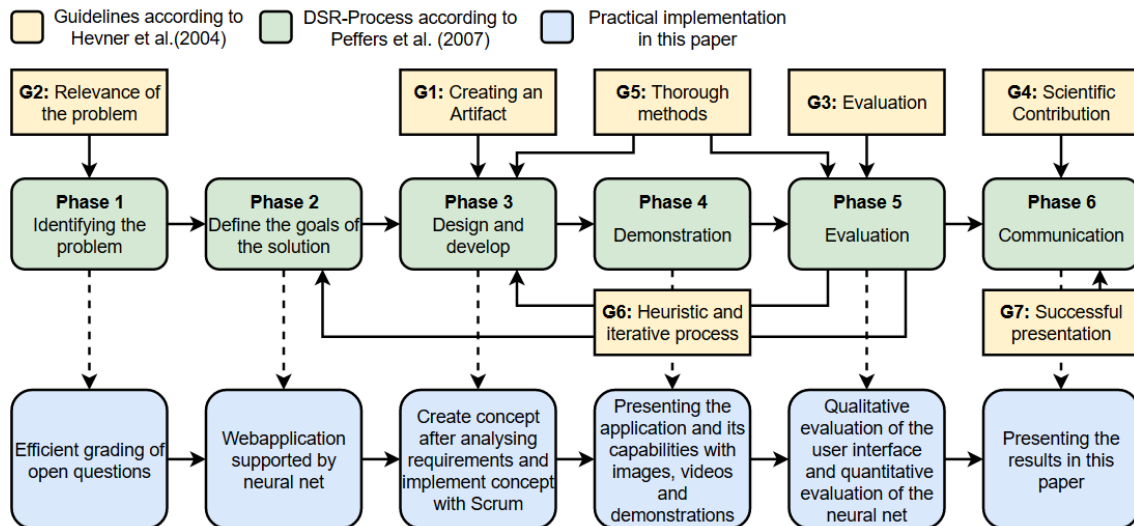 Guidelines according to
Hevner et al.(2004)
DSR-Process according to
Peffers et al. (2007)
Practical implementation
in this paper
G2: Relevance of
the problem
G1: Creating an
Artifact
G5: Thorough
methods
G3: Evaluation
G4: Scientific
Contribution
Phase 1
Identifying the
problem
Phase 2
Define the goals of
the solution
Phase 3
Design and
develop
Phase 4
Demonstration
Phase 5
Evaluation
Phase 6
Communication
G6: Heuristic and
iterative process
G7: Successful
presentation
Efficient grading of
open questions
Webapplication
supported by
neural net
Create concept
after analysing
requirements and
implement concept
with Scrum
Presenting the
application and its
capabilities with
images, videos
and
demonstrations
Qualitative
evaluation of the
user interface
and quantitative
evaluation of the
neural net
Presenting the
results in this
paper